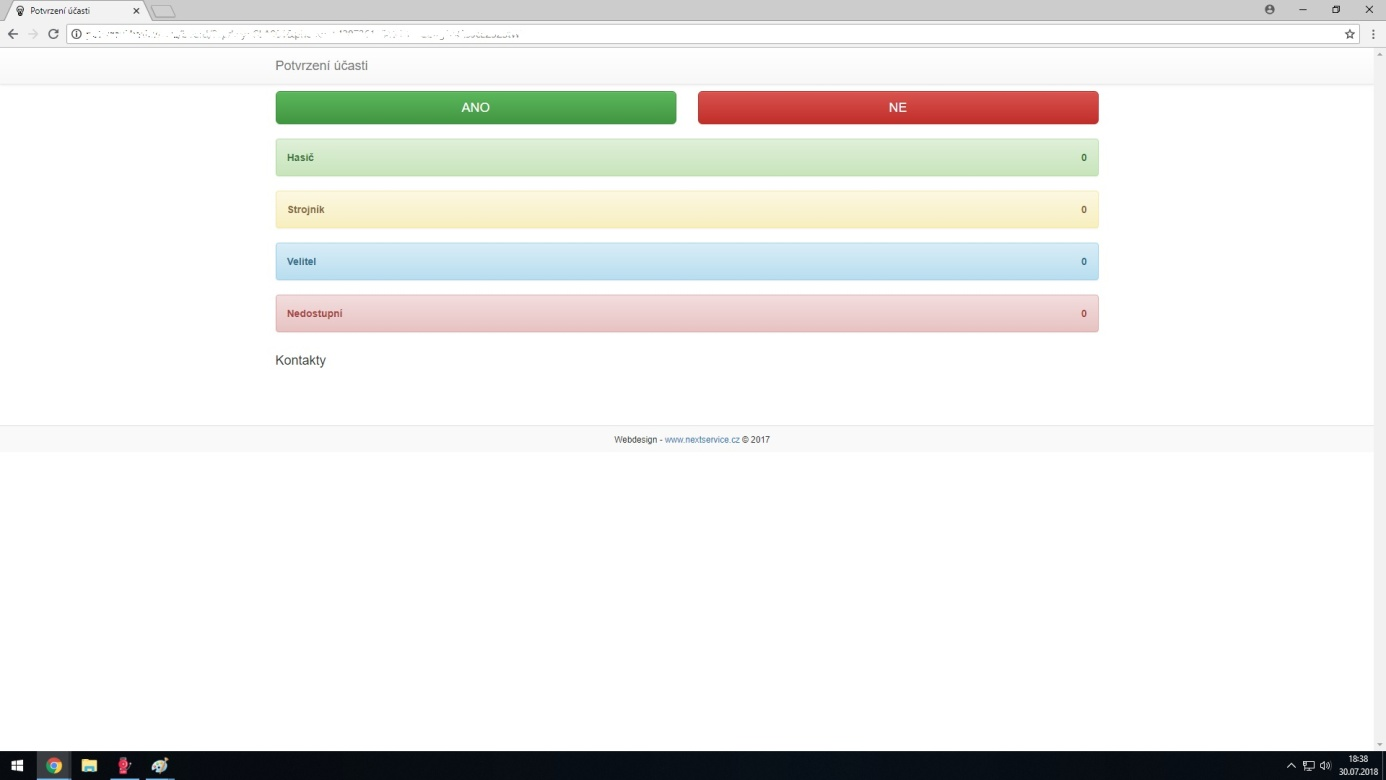 Potvrzení účasti
Potvrzení účasti
ANO
NE
Hasič 0
Strojník 0
Velitel 0
Nedostupní 0
Kontakty
Webdesign - www.nextservice.cz © 2017
18:38
30.07.2018